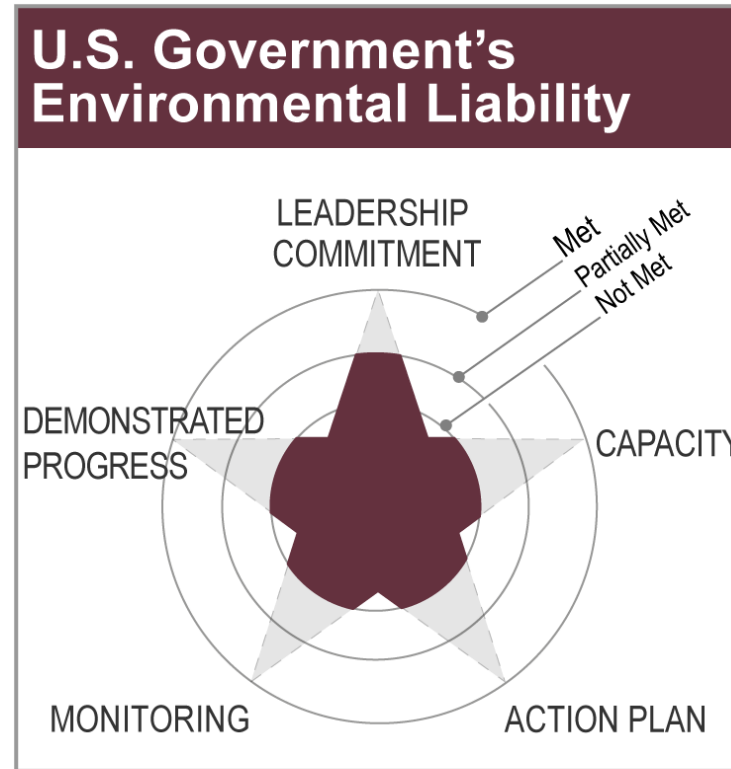 U.S. Government's
Environmental Liability
LEADERSHIP
COMMITMENT
Met
Partially Met
Not Met
DEMONSTRATED
PROGRESS
CAPACITY
MONITORING
ACTION PLAN